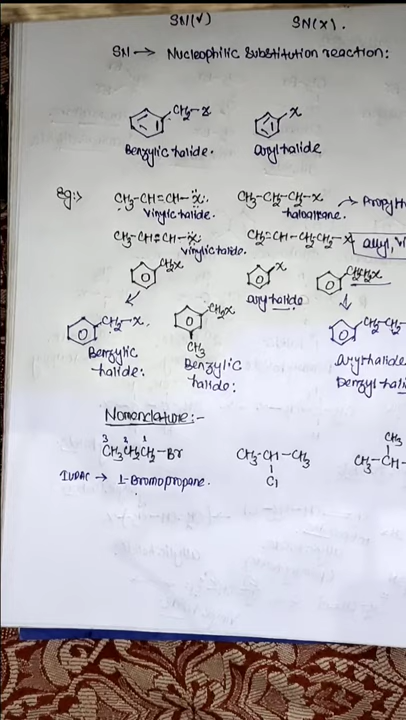 SN(✓) SN(X).
SN → Nucleophilic Substitution reaction:
CH₂-X X
Benzylic halide. aryl halide
Eg:→ CH₃-CH=CH-X: CH₃-CH₂-CH₂-X →
Vinylic halide. haloalkane.
CH₃-CH=CH-X: CH₂=CH-CH₂CH₂-X allyl,
Vinylic halide.
CH₂X X CH₂CH₂X
aryl halide
CH₂-X. CH₂X CH₂-CH₂-
CH₃
Benzylic halide: Benzylic halide: aryl halide
Nomenclature:-
3 2 1 CH₃
CH₃CH₂CH₂-Br CH₃-CH-CH₃ CH₃-CH-
Cl
IUPAC → 1-Bromopropane.